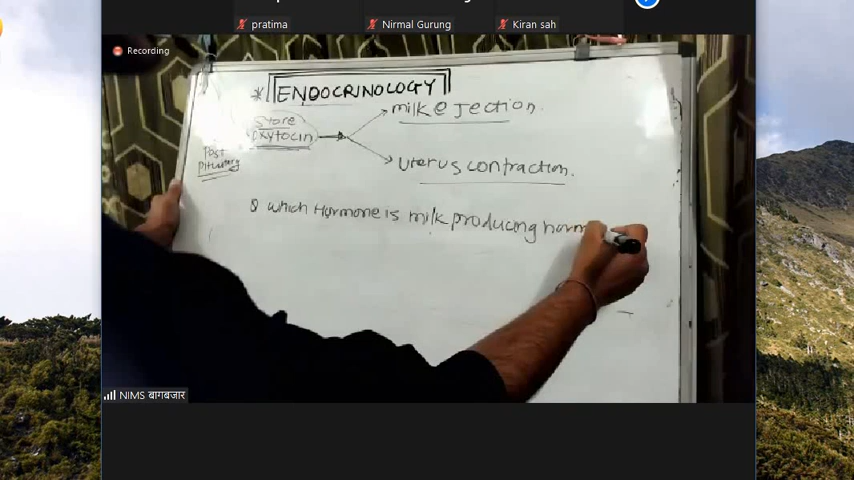 pratima
Nirmal Gurung
Kiran sah
Recording
* ENDOCRINOLOGY
Store
Oxytocin
milk ejection.
Post
Pituitary
Uterus contraction.
Q which Hormone is milk producing horm
NIMS बागबजार